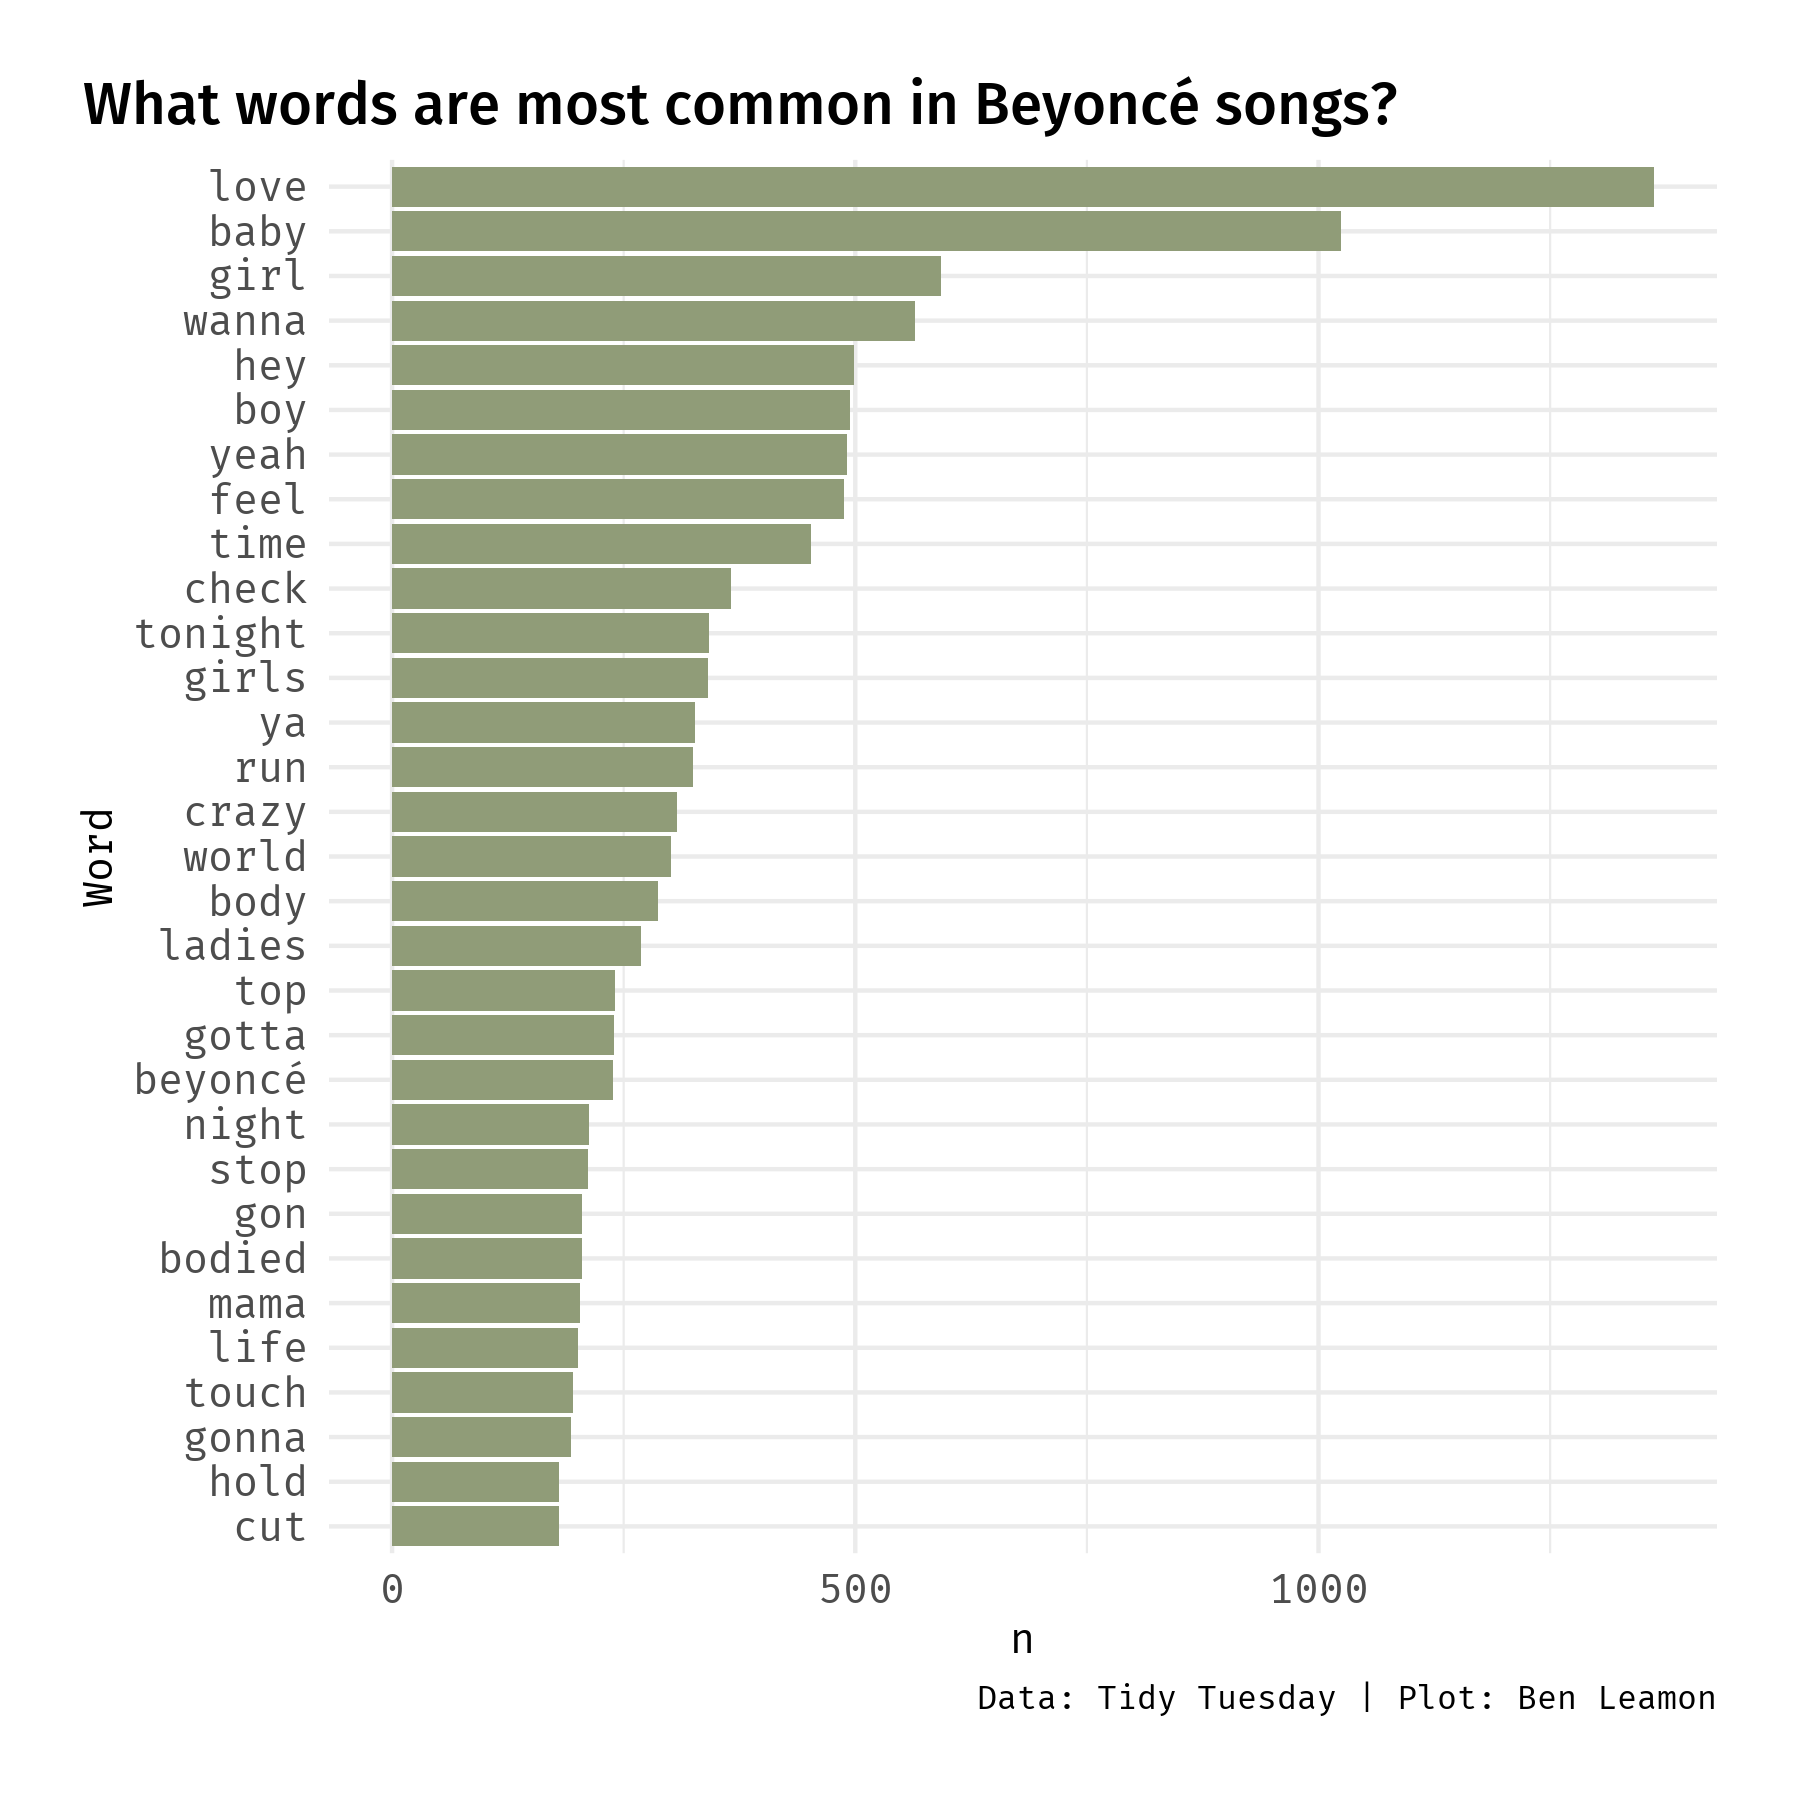 What words are most common in Beyoncé songs?
love
baby
girl
wanna
hey
boy
yeah
feel
time
check
tonight
girls
ya
run
crazy
world
body
ladies
top
gotta
beyoncé
night
stop
gon
bodied
mama
life
touch
gonna
hold
cut
Word
0 500 1000
n
Data: Tidy Tuesday | Plot: Ben Leamon